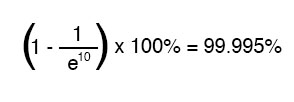 (1 - 1/e¹⁰) x 100% = 99.995%